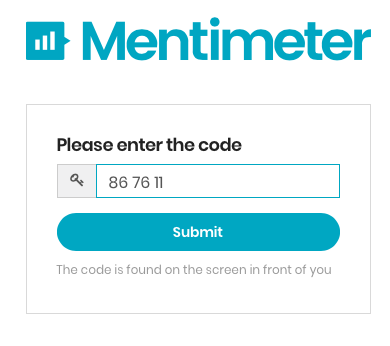 Mentimeter
Please enter the code
86 76 11
Submit
The code is found on the screen in front of you